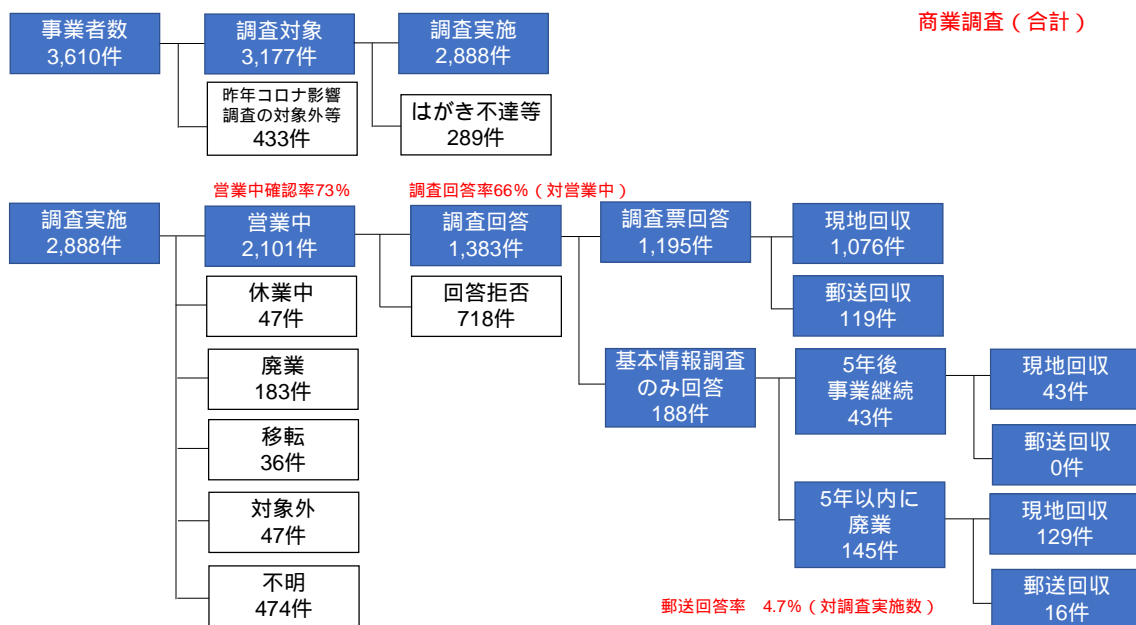 商業調査（合計）
事業者数
3,610件
調査対象
3,177件
調査実施
2,888件
昨年コロナ影響
調査の対象外等
433件
はがき不達等
289件
営業中確認率73%
調査回答率66%（対営業中）
調査実施
2,888件
営業中
2,101件
調査回答
1,383件
調査票回答
1,195件
現地回収
1,076件
休業中
47件
回答拒否
718件
郵送回収
119件
廃業
183件
基本情報調査
のみ回答
188件
5年後
事業継続
43件
現地回収
43件
移転
36件
郵送回収
0件
対象外
47件
5年以内に
廃業
145件
現地回収
129件
不明
474件
郵送回答率　4.7%（対調査実施数）
郵送回収
16件